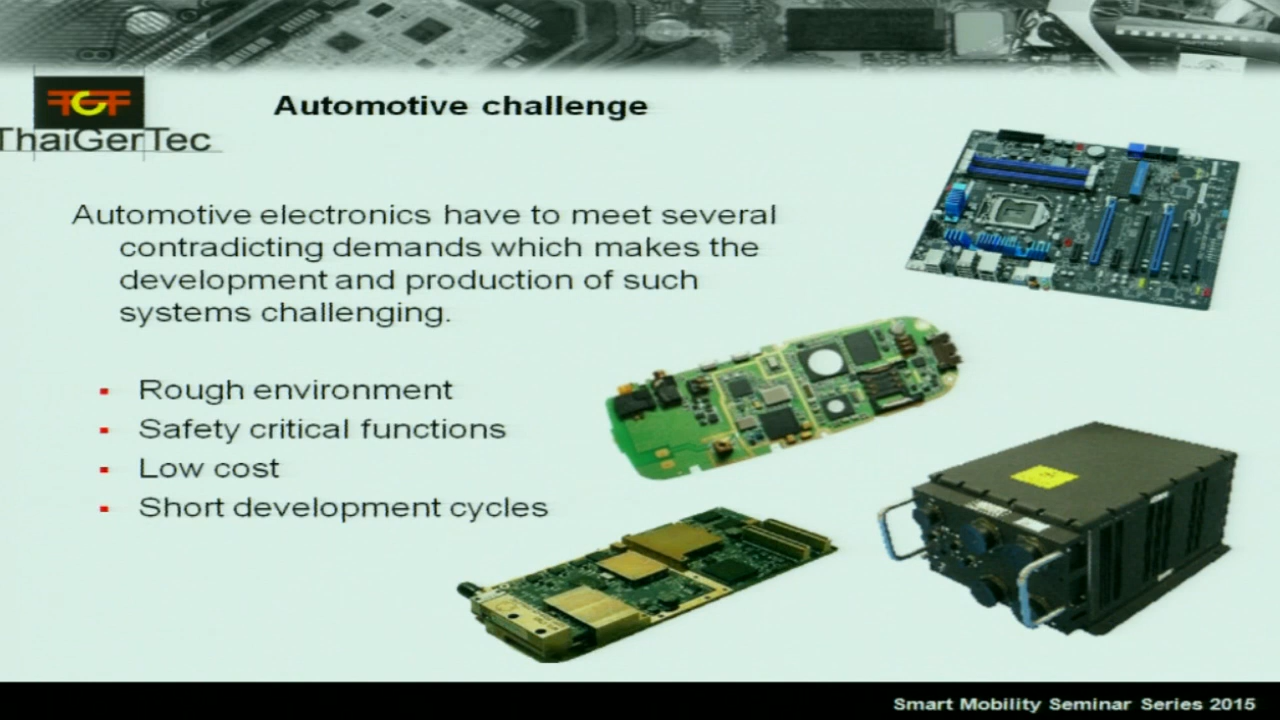 TGT
ThaiGerTec
Automotive challenge
Automotive electronics have to meet several
contradicting demands which makes the
development and production of such
systems challenging.
Rough environment
Safety critical functions
Low cost
Short development cycles
Smart Mobility Seminar Series 2015